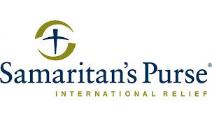 Samaritan's Purse®
INTERNATIONAL RELIEF